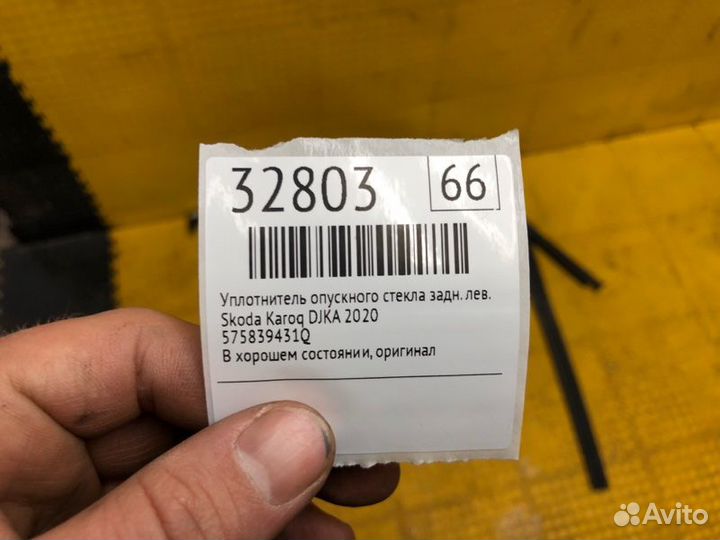 32803 66
Уплотнитель опускного стекла задн. лев.
Skoda Karoq DJKA 2020
575839431Q
В хорошем состоянии, оригинал
Avito